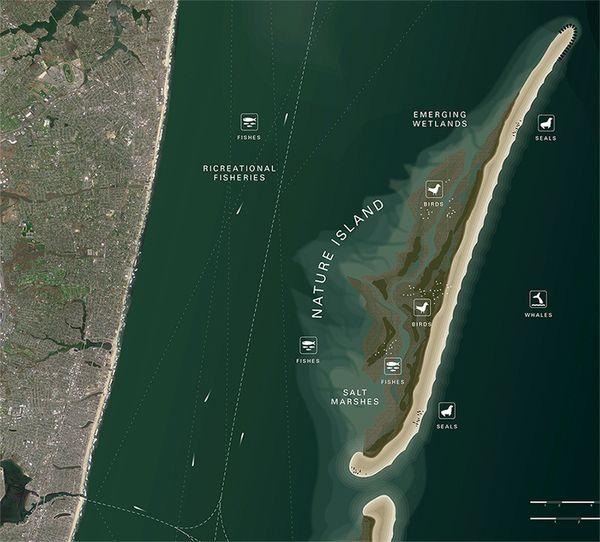 EMERGING
WETLANDS
FISHES
SEALS
RICREATIONAL
FISHERIES
BIRDS
NATURE ISLAND
WHALES
BIRDS
FISHES
FISHES
SALT
MARSHES
SEALS